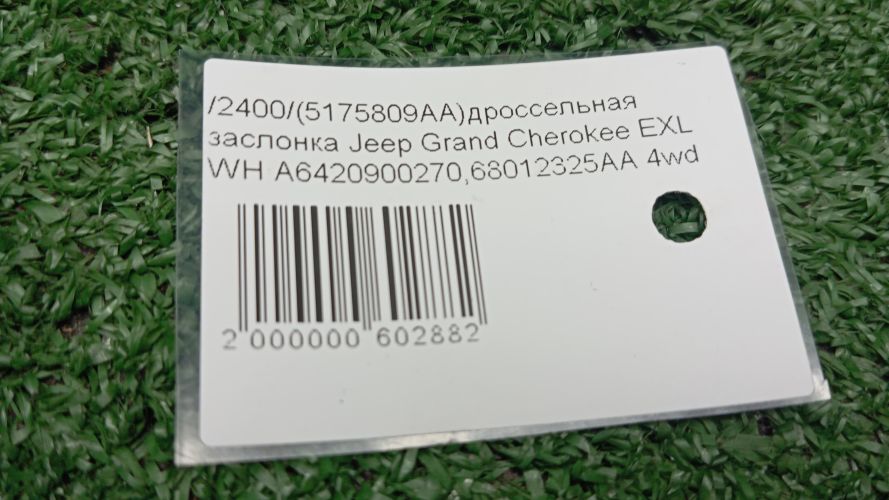 /2400/(5175809AA)дроссельная
заслонка Jeep Grand Cherokee EXL
WH A6420900270,68012325AA 4wd
2 000000 602882